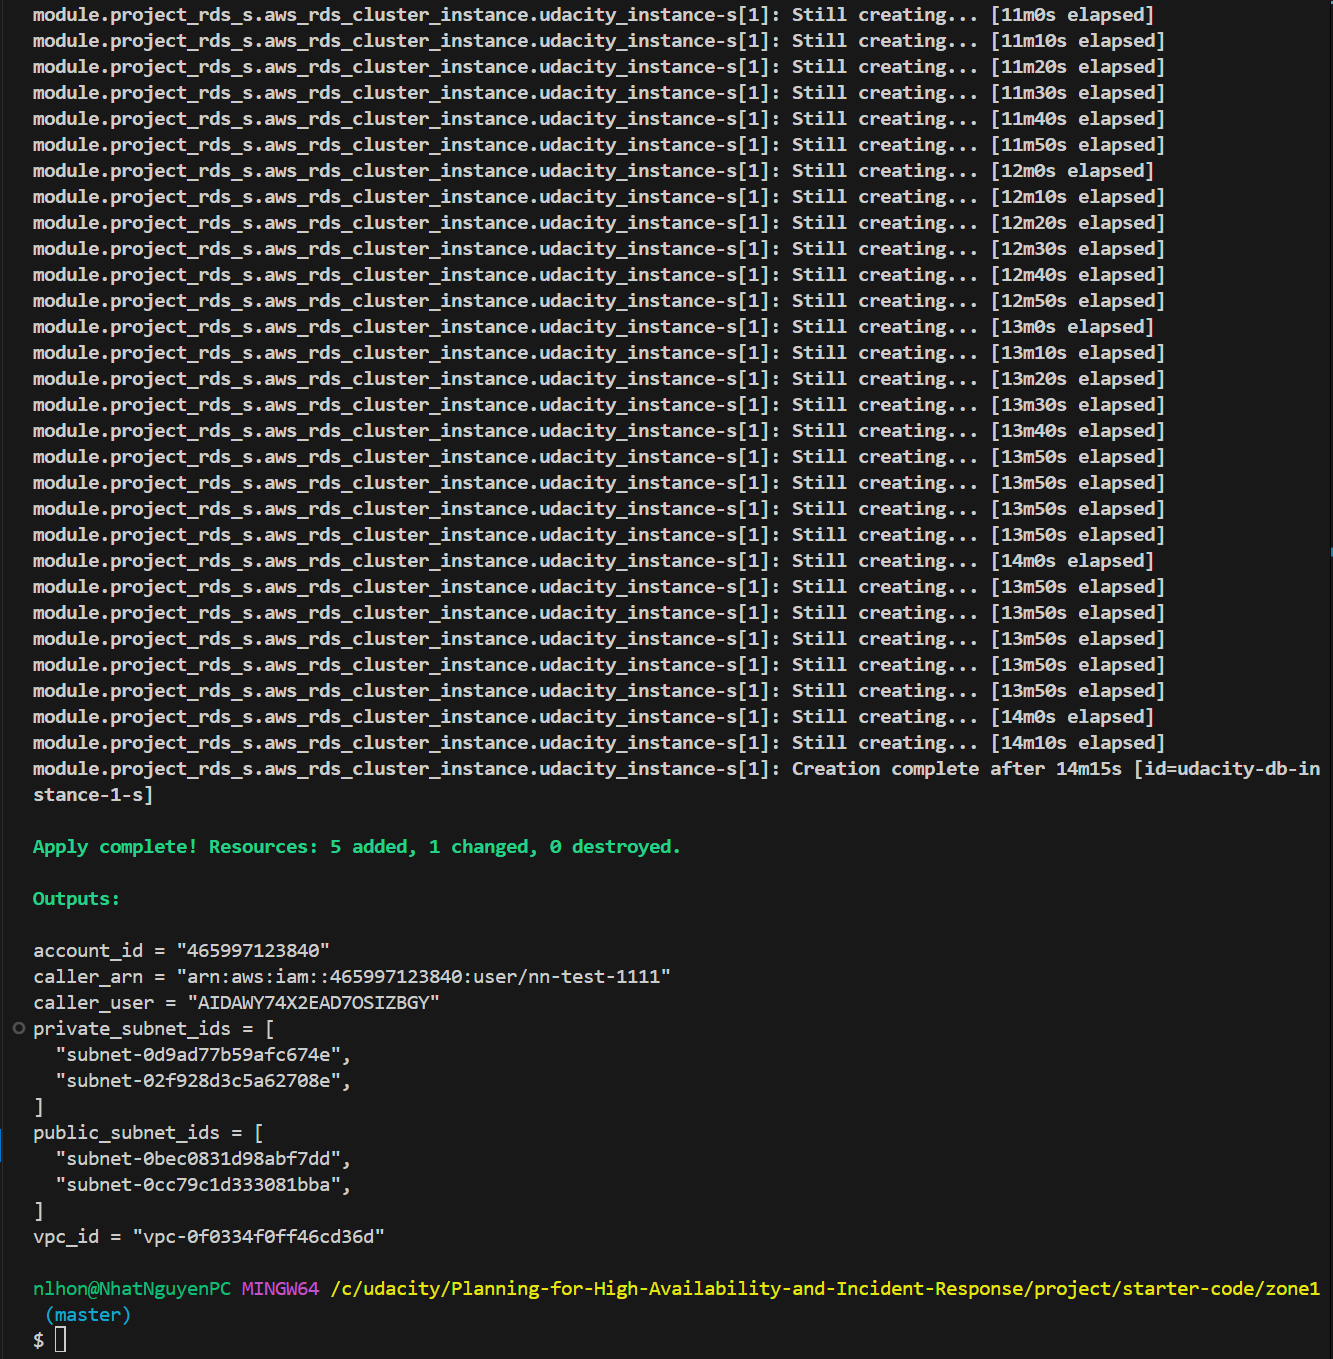 module.project_rds_s.aws_rds_cluster_instance.udacity_instance-s[1]: Still creating... [11m0s elapsed]
module.project_rds_s.aws_rds_cluster_instance.udacity_instance-s[1]: Still creating... [11m10s elapsed]
module.project_rds_s.aws_rds_cluster_instance.udacity_instance-s[1]: Still creating... [11m20s elapsed]
module.project_rds_s.aws_rds_cluster_instance.udacity_instance-s[1]: Still creating... [11m30s elapsed]
module.project_rds_s.aws_rds_cluster_instance.udacity_instance-s[1]: Still creating... [11m40s elapsed]
module.project_rds_s.aws_rds_cluster_instance.udacity_instance-s[1]: Still creating... [11m50s elapsed]
module.project_rds_s.aws_rds_cluster_instance.udacity_instance-s[1]: Still creating... [12m0s elapsed]
module.project_rds_s.aws_rds_cluster_instance.udacity_instance-s[1]: Still creating... [12m10s elapsed]
module.project_rds_s.aws_rds_cluster_instance.udacity_instance-s[1]: Still creating... [12m20s elapsed]
module.project_rds_s.aws_rds_cluster_instance.udacity_instance-s[1]: Still creating... [12m30s elapsed]
module.project_rds_s.aws_rds_cluster_instance.udacity_instance-s[1]: Still creating... [12m40s elapsed]
module.project_rds_s.aws_rds_cluster_instance.udacity_instance-s[1]: Still creating... [12m50s elapsed]
module.project_rds_s.aws_rds_cluster_instance.udacity_instance-s[1]: Still creating... [13m0s elapsed]
module.project_rds_s.aws_rds_cluster_instance.udacity_instance-s[1]: Still creating... [13m10s elapsed]
module.project_rds_s.aws_rds_cluster_instance.udacity_instance-s[1]: Still creating... [13m20s elapsed]
module.project_rds_s.aws_rds_cluster_instance.udacity_instance-s[1]: Still creating... [13m30s elapsed]
module.project_rds_s.aws_rds_cluster_instance.udacity_instance-s[1]: Still creating... [13m40s elapsed]
module.project_rds_s.aws_rds_cluster_instance.udacity_instance-s[1]: Still creating... [13m50s elapsed]
module.project_rds_s.aws_rds_cluster_instance.udacity_instance-s[1]: Still creating... [13m50s elapsed]
module.project_rds_s.aws_rds_cluster_instance.udacity_instance-s[1]: Still creating... [13m50s elapsed]
module.project_rds_s.aws_rds_cluster_instance.udacity_instance-s[1]: Still creating... [13m50s elapsed]
module.project_rds_s.aws_rds_cluster_instance.udacity_instance-s[1]: Still creating... [14m0s elapsed]
module.project_rds_s.aws_rds_cluster_instance.udacity_instance-s[1]: Still creating... [13m50s elapsed]
module.project_rds_s.aws_rds_cluster_instance.udacity_instance-s[1]: Still creating... [13m50s elapsed]
module.project_rds_s.aws_rds_cluster_instance.udacity_instance-s[1]: Still creating... [13m50s elapsed]
module.project_rds_s.aws_rds_cluster_instance.udacity_instance-s[1]: Still creating... [13m50s elapsed]
module.project_rds_s.aws_rds_cluster_instance.udacity_instance-s[1]: Still creating... [13m50s elapsed]
module.project_rds_s.aws_rds_cluster_instance.udacity_instance-s[1]: Still creating... [14m0s elapsed]
module.project_rds_s.aws_rds_cluster_instance.udacity_instance-s[1]: Still creating... [14m10s elapsed]
module.project_rds_s.aws_rds_cluster_instance.udacity_instance-s[1]: Creation complete after 14m15s [id=udacity-db-in
stance-1-s]
Apply complete! Resources: 5 added, 1 changed, 0 destroyed.
Outputs:
account_id = "465997123840"
caller_arn = "arn:aws:iam::465997123840:user/nn-test-1111"
caller_user = "AIDAWY74X2EAD7OSIZBGY"
private_subnet_ids = [
"subnet-0d9ad77b59afc674e",
"subnet-02f928d3c5a62708e",
]
public_subnet_ids = [
"subnet-0bec0831d98abf7dd",
"subnet-0cc79c1d333081bba",
]
vpc_id = "vpc-0f0334f0ff46cd36d"
nlhon@NhatNguyenPC MINGW64 /c/udacity/Planning-for-High-Availability-and-Incident-Response/project/starter-code/zone1
(master)
$